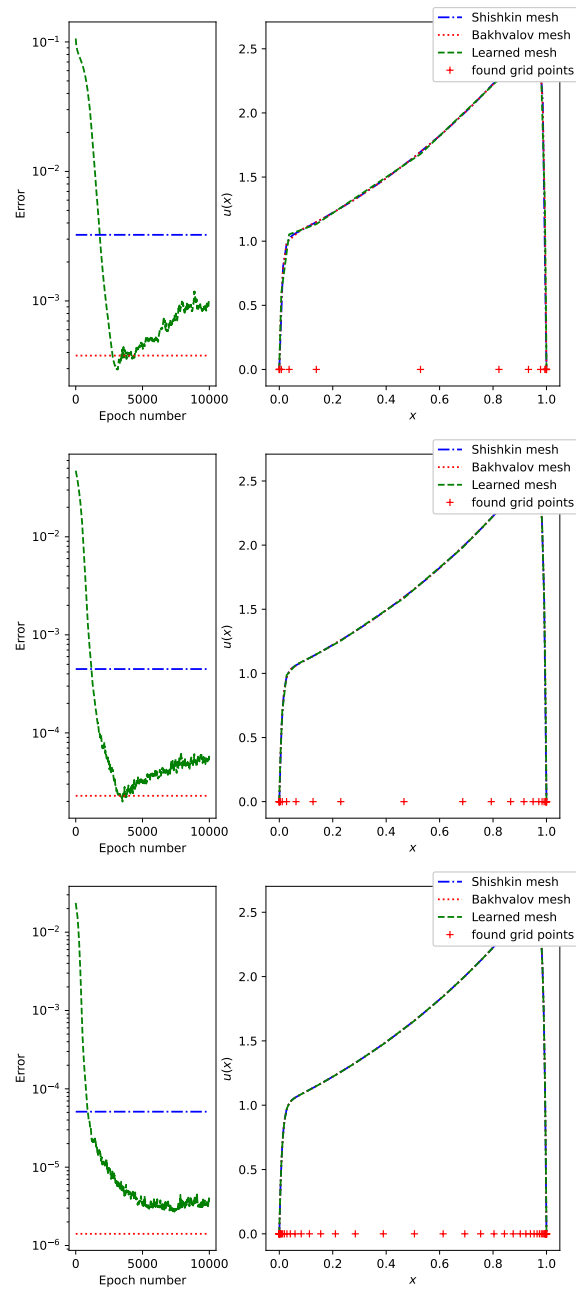 Shishkin mesh
Bakhvalov mesh
Learned mesh
found grid points
Error
10⁻¹
10⁻²
10⁻³
0
5000
10000
Epoch number
u(x)
2.5
2.0
1.5
1.0
0.5
0.0
0.0 0.2 0.4 0.6 0.8 1.0
x
Shishkin mesh
Bakhvalov mesh
Learned mesh
found grid points
Error
10⁻²
10⁻³
10⁻⁴
0
5000
10000
Epoch number
u(x)
2.5
2.0
1.5
1.0
0.5
0.0
0.0 0.2 0.4 0.6 0.8 1.0
x
Shishkin mesh
Bakhvalov mesh
Learned mesh
found grid points
Error
10⁻²
10⁻³
10⁻⁴
10⁻⁵
10⁻⁶
0
5000
10000
Epoch number
u(x)
2.5
2.0
1.5
1.0
0.5
0.0
0.0 0.2 0.4 0.6 0.8 1.0
x